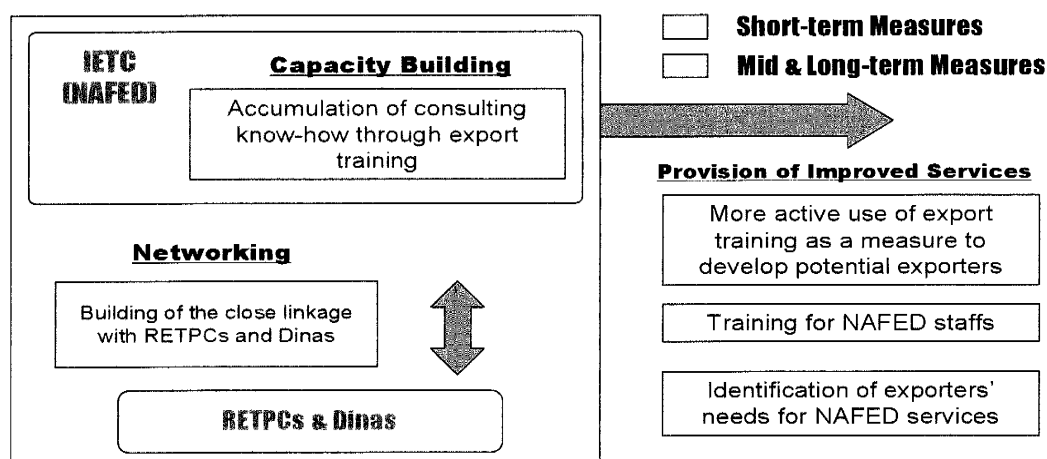 IETC
(NAFED)
Capacity Building
Accumulation of consulting
know-how through export
training
Networking
Building of the close linkage
with RETPCs and Dinas
RETPCs & Dinas
Short-term Measures
Mid & Long-term Measures
Provision of Improved Services
More active use of export
training as a measure to
develop potential exporters
Training for NAFED staffs
Identification of exporters'
needs for NAFED services